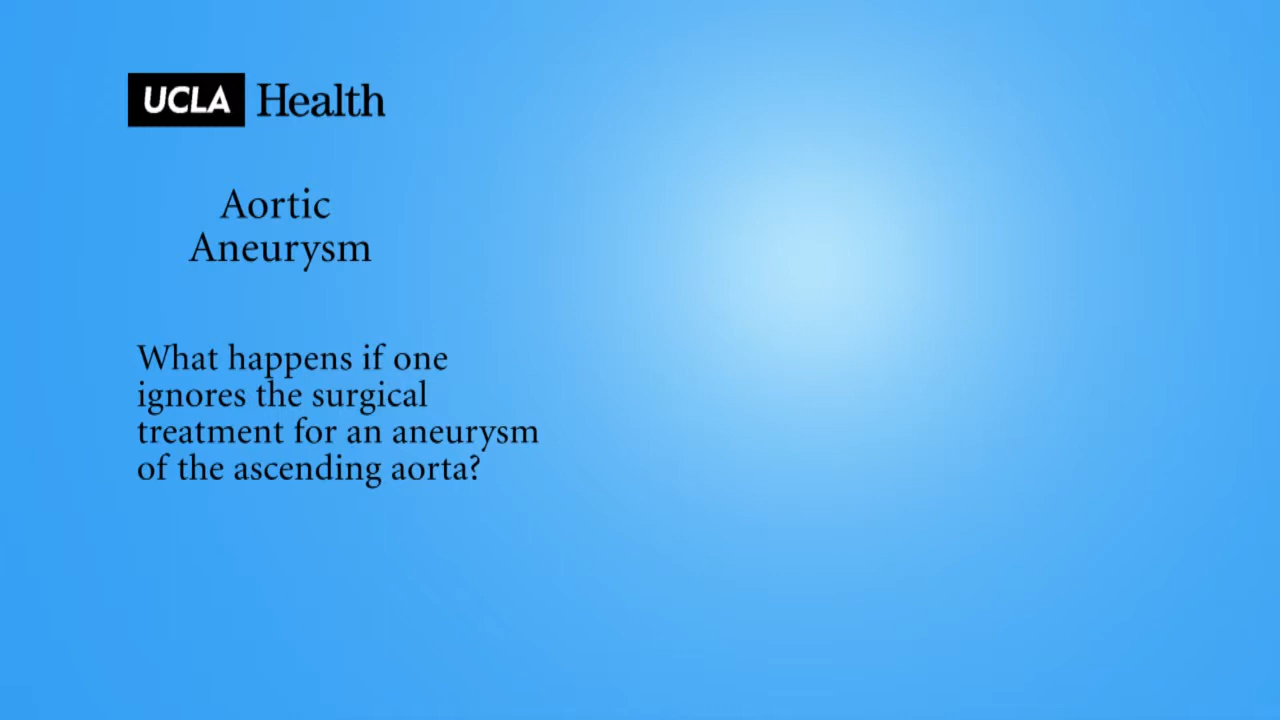 UCLA Health
Aortic
Aneurysm
What happens if one
ignores the surgical
treatment for an aneurysm
of the ascending aorta?